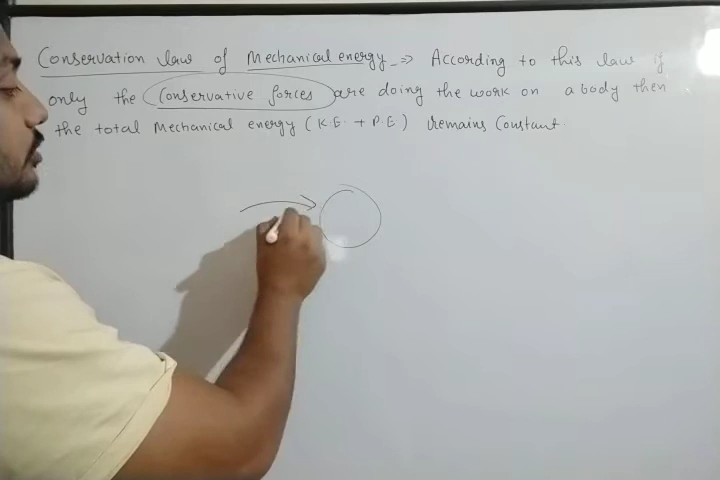 Conservation law of Mechanical energy ⇒ According to this law if
only the Conservative forces are doing the work on a body then
the total Mechanical energy (K.E. + P.E) remains Constant.